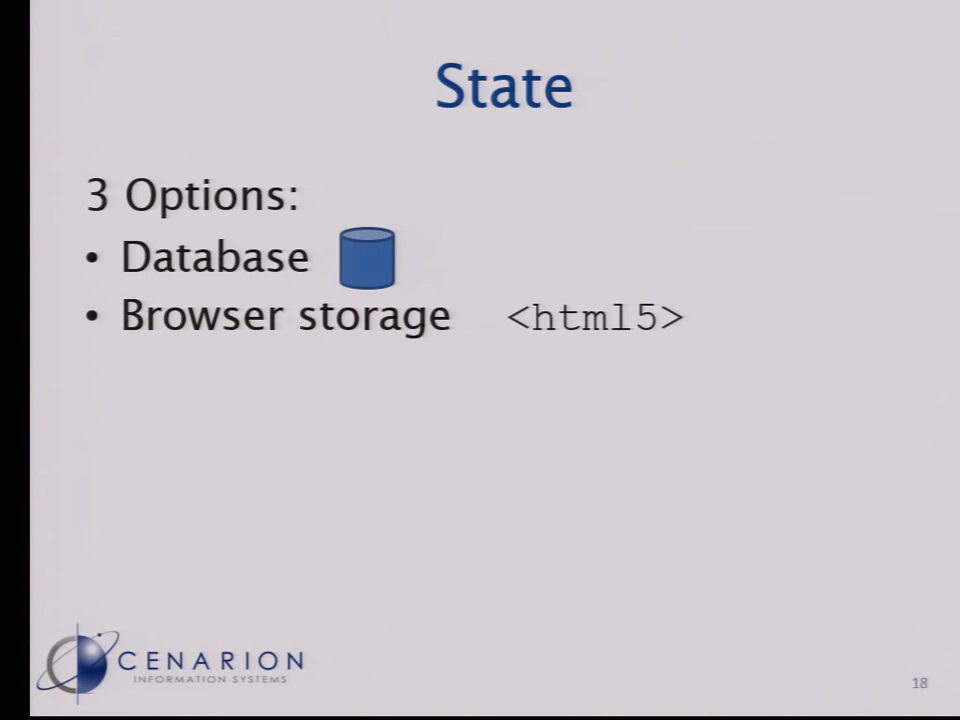 State
3 Options:
• Database
• Browser storage <html5>
CENARION
INFORMATION SYSTEMS
18